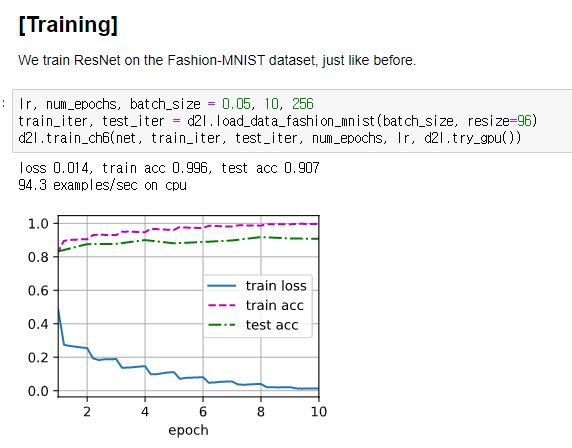 [Training]
We train ResNet on the Fashion-MNIST dataset, just like before.
:
lr, num_epochs, batch_size = 0.05, 10, 256
train_iter, test_iter = d2l.load_data_fashion_mnist(batch_size, resize=96)
d2l.train_ch6(net, train_iter, test_iter, num_epochs, lr, d2l.try_gpu())
loss 0.014, train acc 0.996, test acc 0.907
94.3 examples/sec on cpu
1.0
0.8
0.6
0.4
0.2
0.0
train loss
train acc
test acc
2 4 6 8 10
epoch